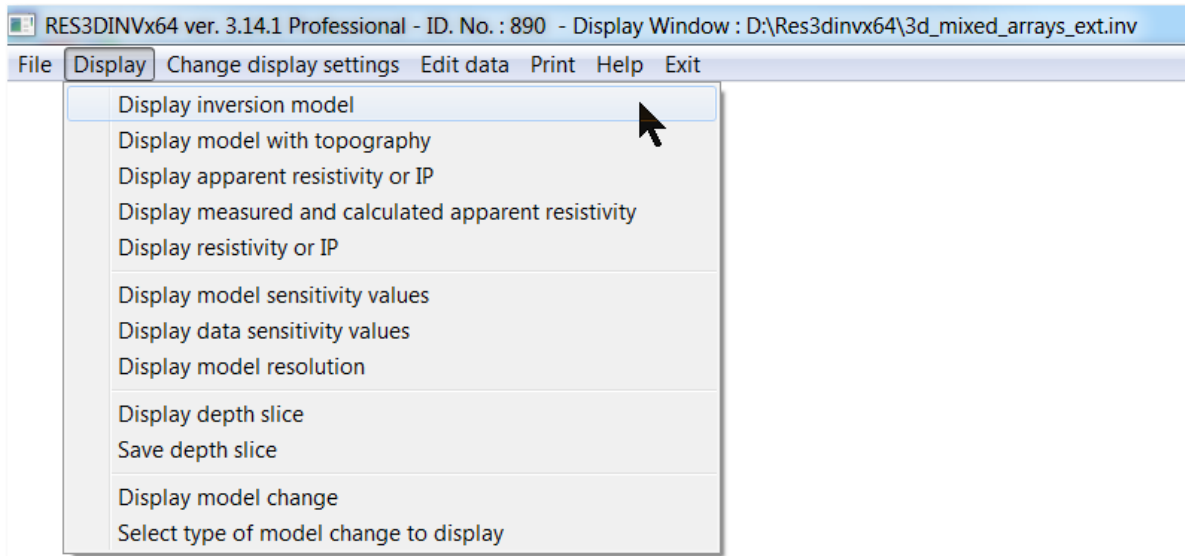 RES3DINVx64 ver. 3.14.1 Professional - ID. No. : 890 - Display Window : D:\Res3dinvx64\3d_mixed_arrays_ext.inv
File Display Change display settings Edit data Print Help Exit
Display inversion model
Display model with topography
Display apparent resistivity or IP
Display measured and calculated apparent resistivity
Display resistivity or IP
Display model sensitivity values
Display data sensitivity values
Display model resolution
Display depth slice
Save depth slice
Display model change
Select type of model change to display